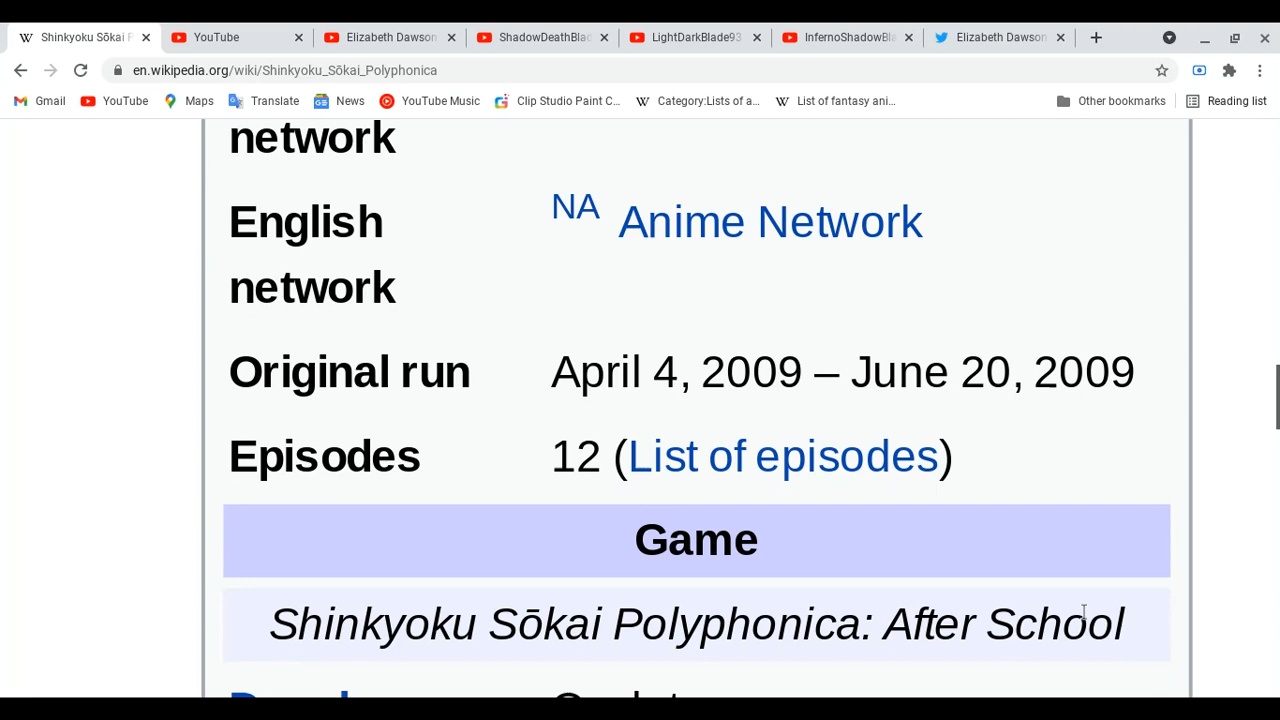 Shinkyoku Sōkai P
YouTube
Elizabeth Dawson
ShadowDeathBla
LightDarkBlade93
InfernoShadowBla
Elizabeth Dawson
en.wikipedia.org/wiki/Shinkyoku_Sōkai_Polyphonica
Gmail
YouTube
Maps
Translate
News
YouTube Music
Clip Studio Paint C...
Category:Lists of a...
List of fantasy ani...
Other bookmarks
Reading list
network
English network
NA Anime Network
Original run April 4, 2009 – June 20, 2009
Episodes 12 (List of episodes)
Game
Shinkyoku Sōkai Polyphonica: After School